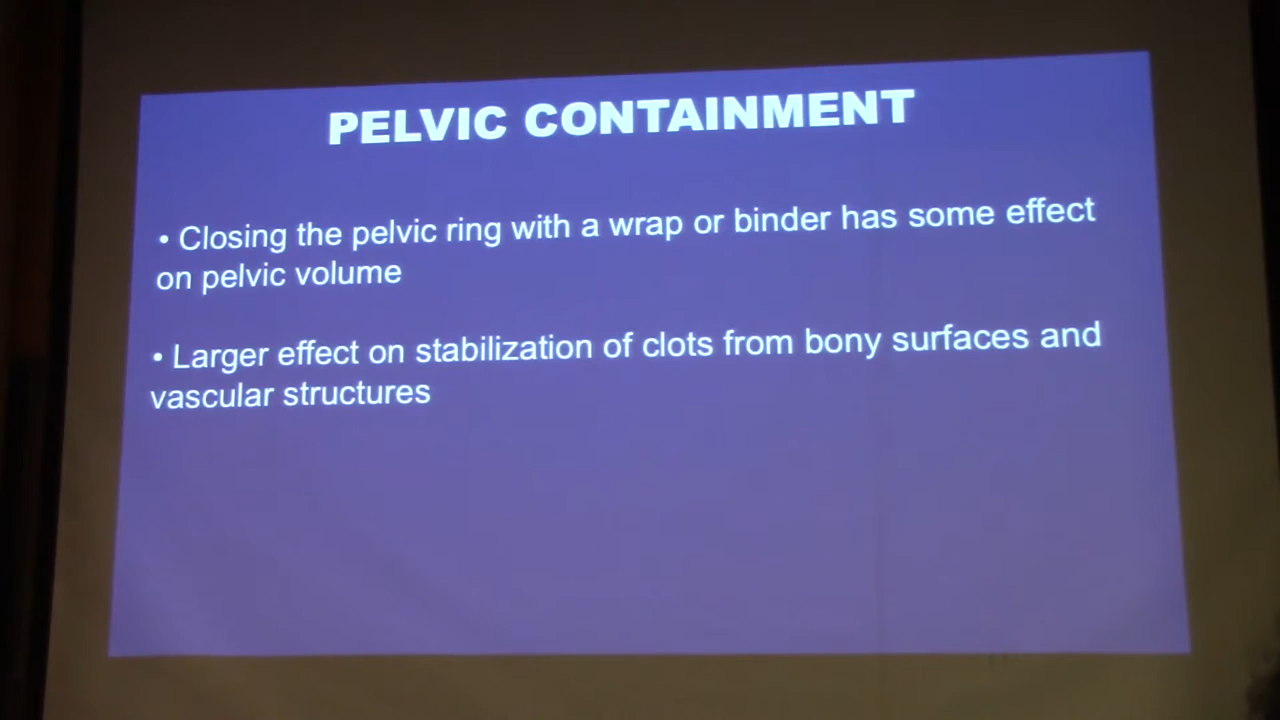 PELVIC CONTAINMENT
• Closing the pelvic ring with a wrap or binder has some effect
on pelvic volume
• Larger effect on stabilization of clots from bony surfaces and
vascular structures